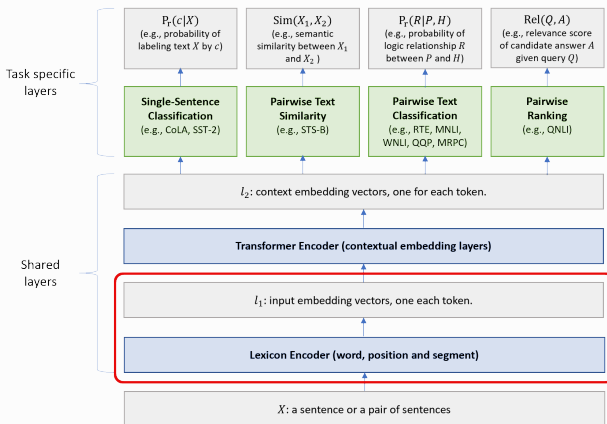 Pr(c|X)
(e.g., probability of
labeling text X by c)
Sim(X1, X2)
(e.g., semantic
similarity between X1
and X2 )
Pr(R|P, H)
(e.g., probability of
logic relationship R
between P and H)
Rel(Q, A)
(e.g., relevance score
of candidate answer A
given query Q)
Task specific
layers
Single-Sentence
Classification
(e.g., CoLA, SST-2)
Pairwise Text
Similarity
(e.g., STS-B)
Pairwise Text
Classification
(e.g., RTE, MNLI,
WNLI, QQP, MRPC)
Pairwise
Ranking
(e.g., QNLI)
l2: context embedding vectors, one for each token.
Transformer Encoder (contextual embedding layers)
Shared
layers
l1: input embedding vectors, one each token.
Lexicon Encoder (word, position and segment)
X: a sentence or a pair of sentences